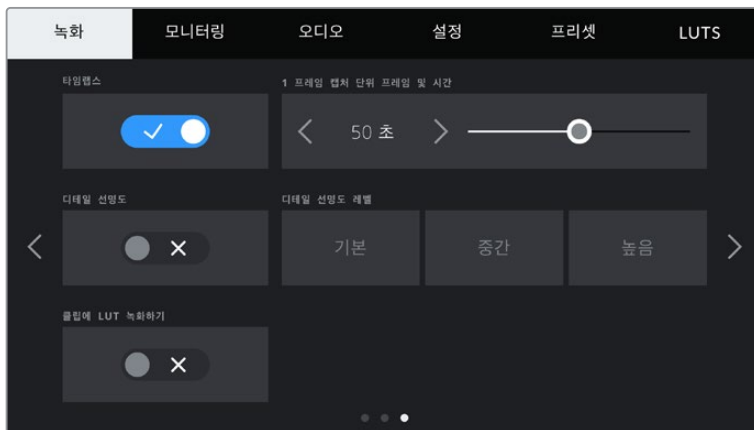 녹화 모니터링 오디오 설정 프리셋 LUTS
타임랩스 1 프레임 캡처 단위 프레임 및 시간
50 초
디테일 선명도 디테일 선명도 레벨
기본 중간 높음
클립에 LUT 녹화하기